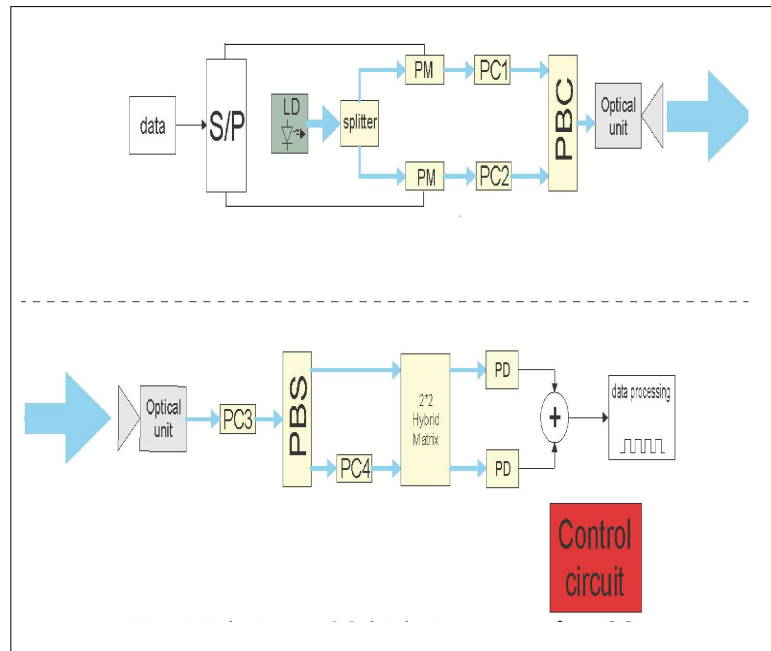 data
S/P
LD
splitter
PM
PC1
PM
PC2
PBC
Optical
unit
Optical
unit
PC3
PBS
PC4
2*2
Hybrid
Matrix
PD
PD
+
data processing
Control
circuit